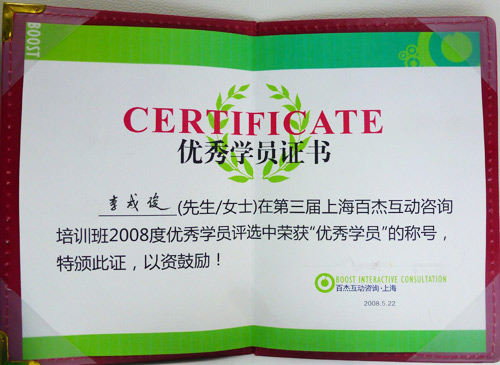 BOOST
CERTIFICATE
优秀学员证书
李成俊(先生/女士)在第三届上海百杰互动咨询
培训班2008度优秀学员评选中荣获“优秀学员”的称号，
特颁此证，以资鼓励！
BOOST INTERACTIVE CONSULTATION
百杰互动咨询·上海
2008.5.22